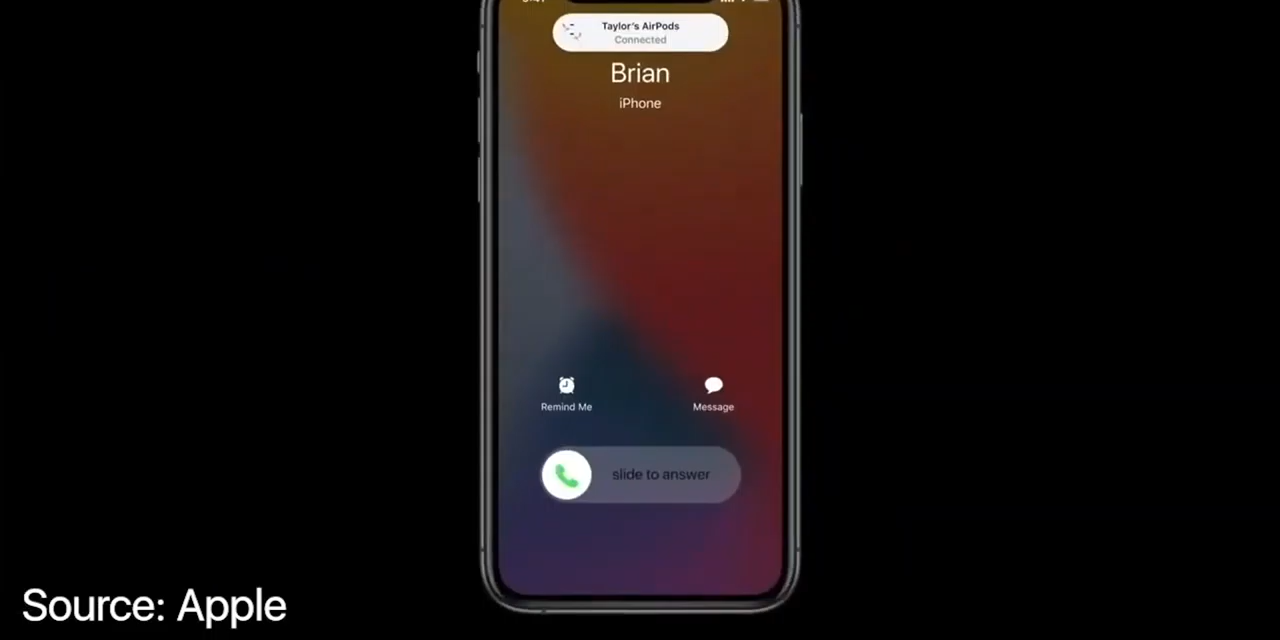 Taylor's AirPods
Connected
Brian
iPhone
Remind Me
Message
slide to answer
Source: Apple